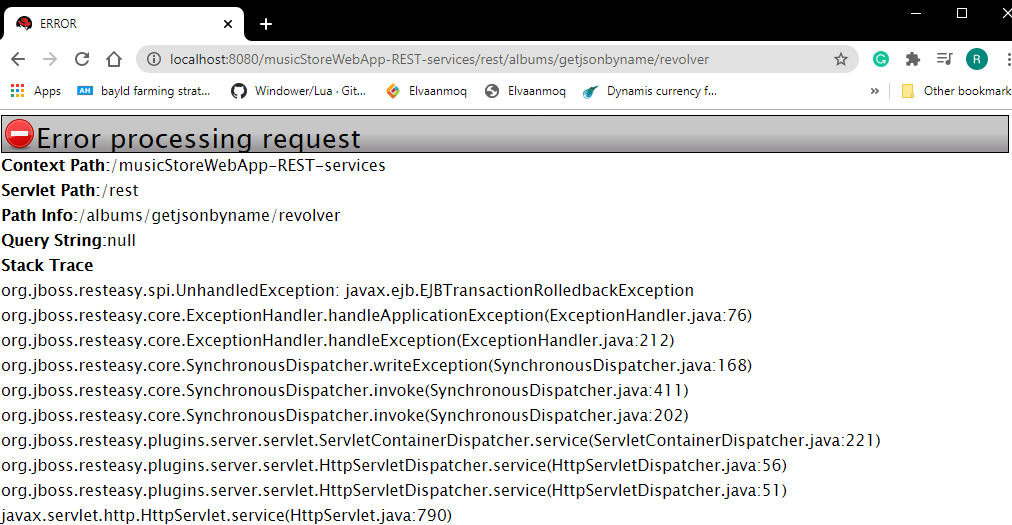 ERROR
localhost:8080/musicStoreWebApp-REST-services/rest/albums/getjsonbyname/revolver
R
Apps AH bayld farming strat... Windower/Lua · Git... Elvaanmoq Elvaanmoq Dynamis currency f... » Other bookmark
Error processing request
Context Path:/musicStoreWebApp-REST-services
Servlet Path:/rest
Path Info:/albums/getjsonbyname/revolver
Query String:null
Stack Trace
org.jboss.resteasy.spi.UnhandledException: javax.ejb.EJBTransactionRolledbackException
org.jboss.resteasy.core.ExceptionHandler.handleApplicationException(ExceptionHandler.java:76)
org.jboss.resteasy.core.ExceptionHandler.handleException(ExceptionHandler.java:212)
org.jboss.resteasy.core.SynchronousDispatcher.writeException(SynchronousDispatcher.java:168)
org.jboss.resteasy.core.SynchronousDispatcher.invoke(SynchronousDispatcher.java:411)
org.jboss.resteasy.core.SynchronousDispatcher.invoke(SynchronousDispatcher.java:202)
org.jboss.resteasy.plugins.server.servlet.ServletContainerDispatcher.service(ServletContainerDispatcher.java:221)
org.jboss.resteasy.plugins.server.servlet.HttpServletDispatcher.service(HttpServletDispatcher.java:56)
org.jboss.resteasy.plugins.server.servlet.HttpServletDispatcher.service(HttpServletDispatcher.java:51)
javax.servlet.http.HttpServlet.service(HttpServlet.java:790)